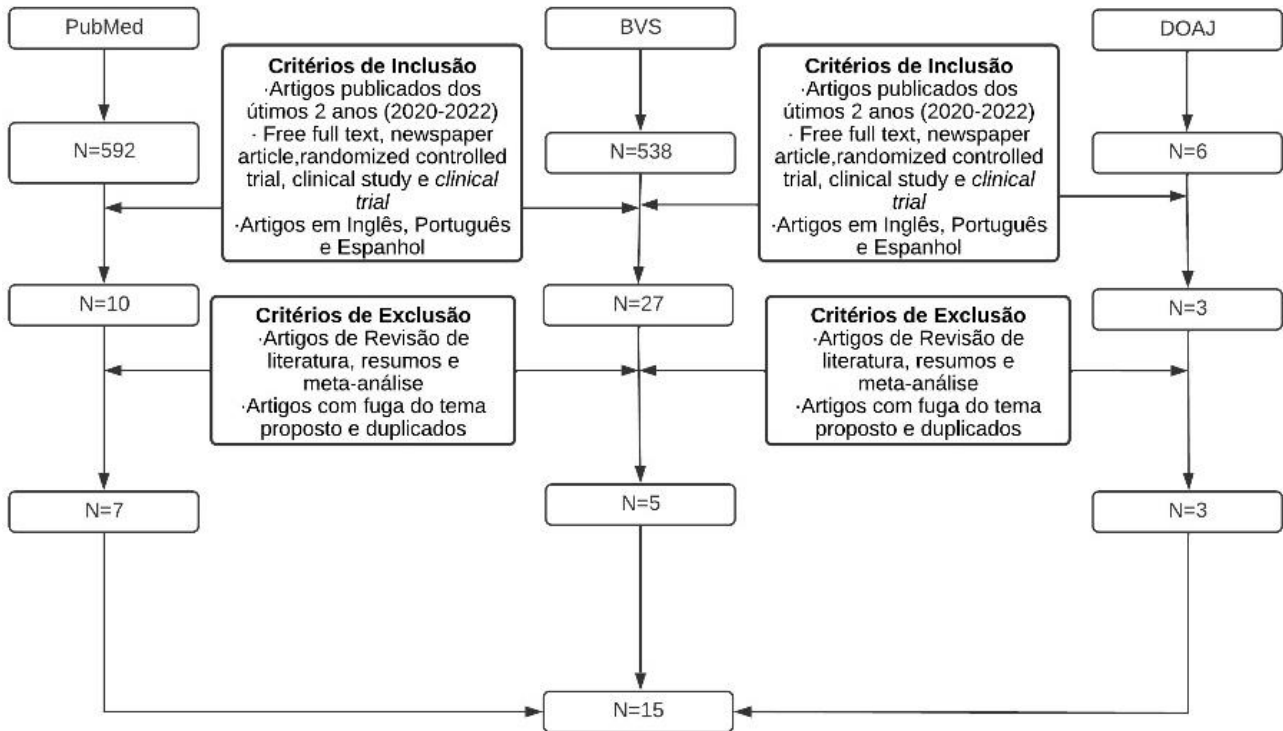 PubMed
BVS
DOAJ
Critérios de Inclusão
·Artigos publicados dos
útimos 2 anos (2020-2022)
· Free full text, newspaper
article,randomized controlled
trial, clinical study e clinical
trial
·Artigos em Inglês, Português
e Espanhol
Critérios de Inclusão
·Artigos publicados dos
útimos 2 anos (2020-2022)
· Free full text, newspaper
article,randomized controlled
trial, clinical study e clinical
trial
·Artigos em Inglês, Português
e Espanhol
N=592
N=538
N=6
N=10
N=27
N=3
Critérios de Exclusão
·Artigos de Revisão de
literatura, resumos e
meta-análise
·Artigos com fuga do tema
proposto e duplicados
Critérios de Exclusão
·Artigos de Revisão de
literatura, resumos e
meta-análise
·Artigos com fuga do tema
proposto e duplicados
N=7
N=5
N=3
N=15